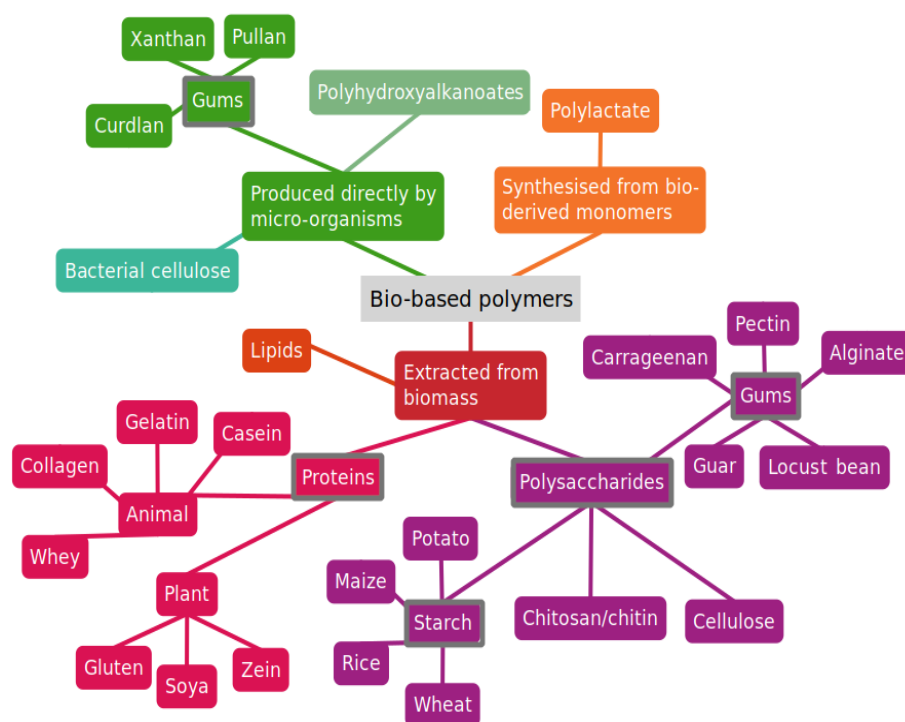 Xanthan
Pullan
Gums
Curdlan
Polyhydroxyalkanoates
Polylactate
Produced directly by
micro-organisms
Synthesised from bio-
derived monomers
Bacterial cellulose
Bio-based polymers
Lipids
Extracted from
biomass
Pectin
Carrageenan
Alginate
Gums
Guar
Locust bean
Gelatin
Casein
Collagen
Proteins
Animal
Whey
Polysaccharides
Plant
Gluten
Soya
Zein
Potato
Maize
Starch
Rice
Wheat
Chitosan/chitin
Cellulose